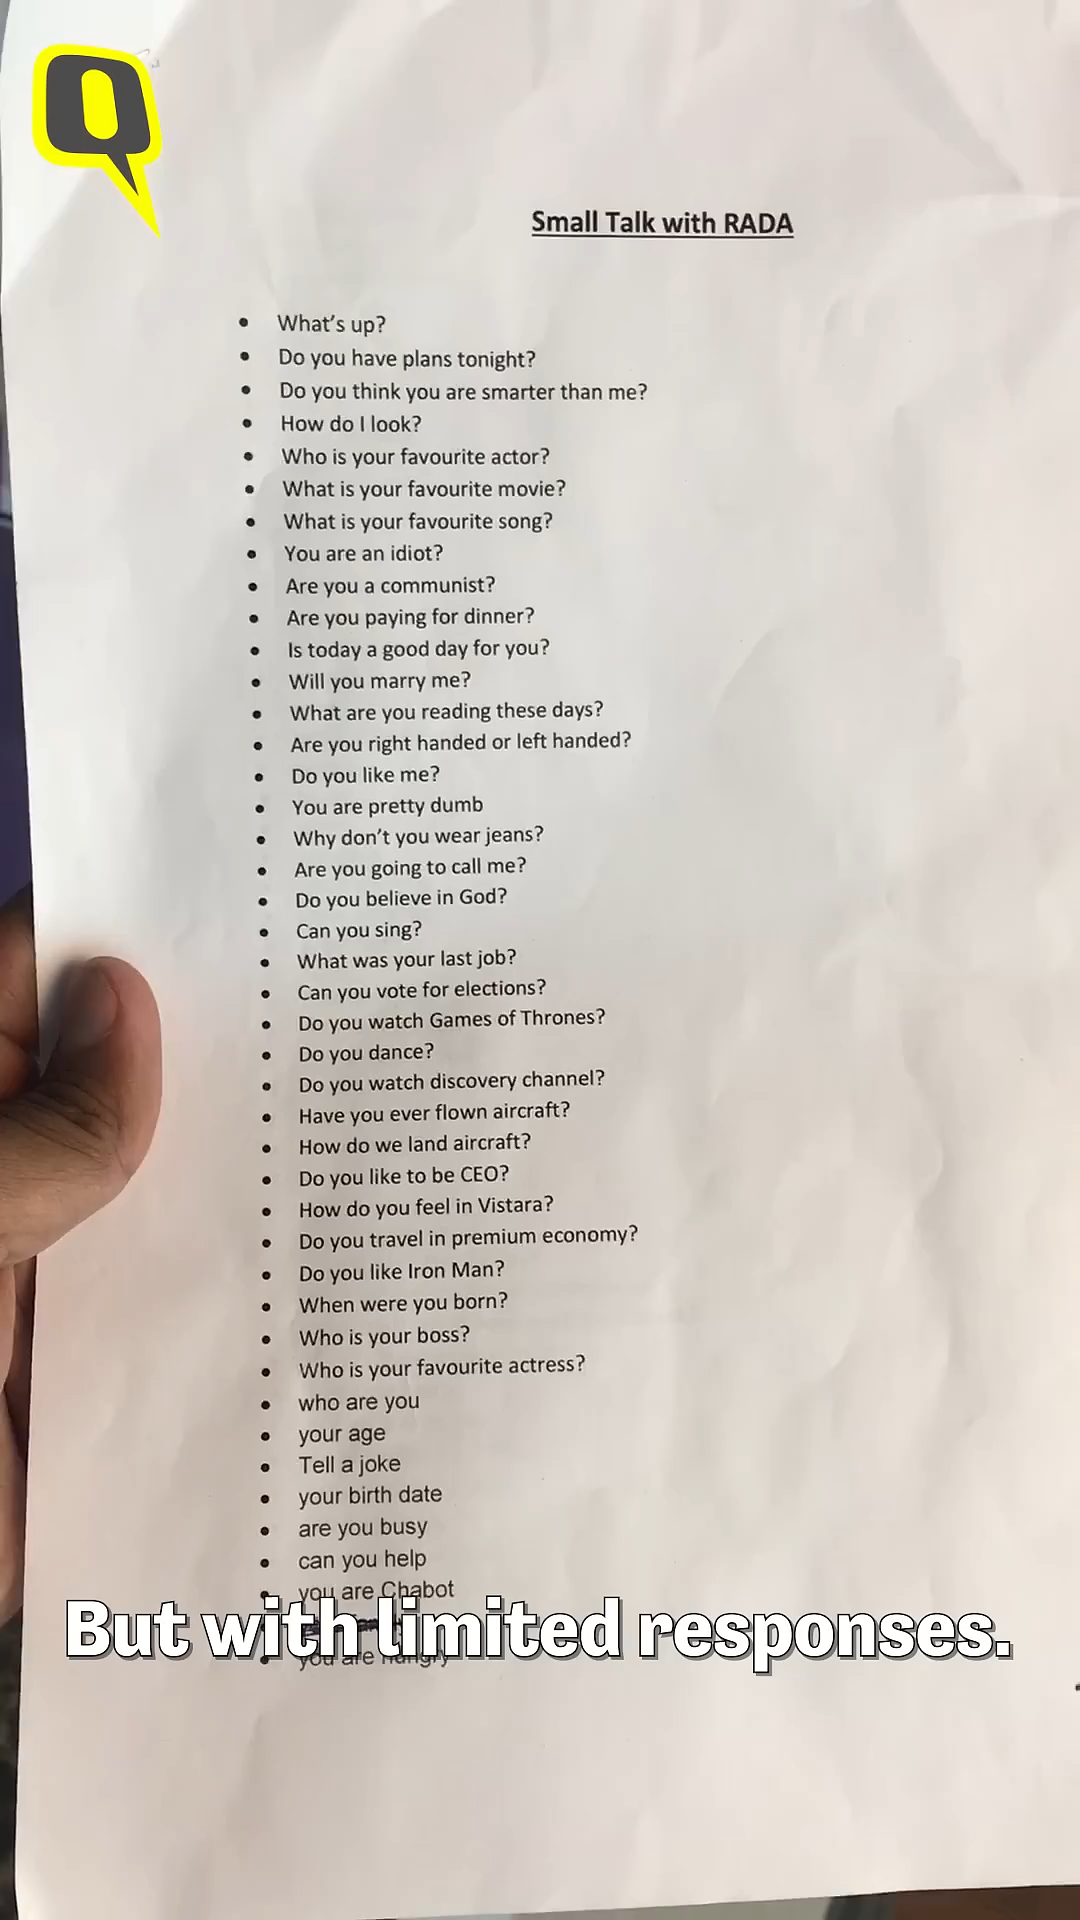 Q
Small Talk with RADA
• What's up?
• Do you have plans tonight?
• Do you think you are smarter than me?
• How do I look?
• Who is your favourite actor?
• What is your favourite movie?
• What is your favourite song?
• You are an idiot?
• Are you a communist?
• Are you paying for dinner?
• Is today a good day for you?
• Will you marry me?
• What are you reading these days?
• Are you right handed or left handed?
• Do you like me?
• You are pretty dumb
• Why don't you wear jeans?
• Are you going to call me?
• Do you believe in God?
• Can you sing?
• What was your last job?
• Can you vote for elections?
• Do you watch Games of Thrones?
• Do you dance?
• Do you watch discovery channel?
• Have you ever flown aircraft?
• How do we land aircraft?
• Do you like to be CEO?
• How do you feel in Vistara?
• Do you travel in premium economy?
• Do you like Iron Man?
• When were you born?
• Who is your boss?
• Who is your favourite actress?
• who are you
• your age
• Tell a joke
• your birth date
• are you busy
• can you help
• you are Chabot
But with limited responses.
• you are hungry